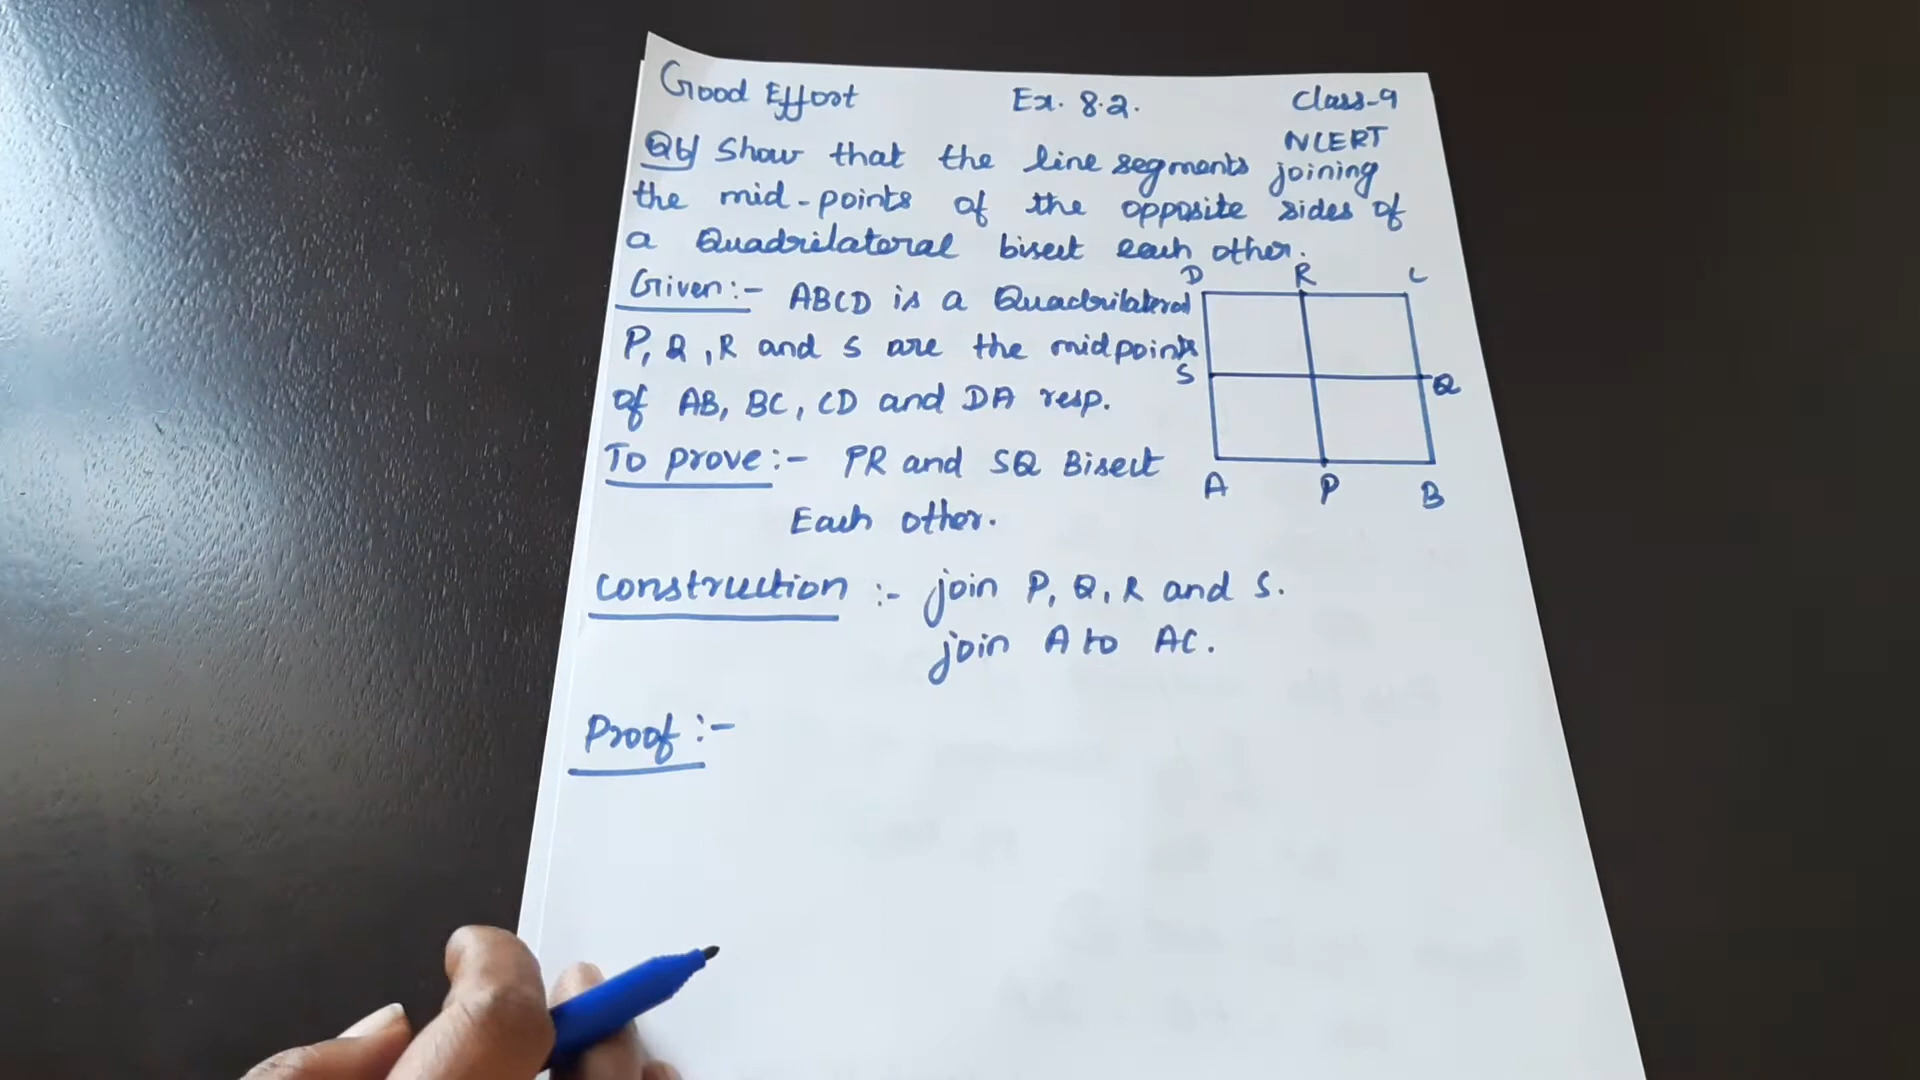 Good Effort Ex. 8.2. Class-9
NCERT
Q6) Show that the line segments joining
the mid-points of the opposite sides of
a Quadrilateral bisect each other.
Given:- ABCD is a Quadrilateral
P, Q, R and S are the midpoints
of AB, BC, CD and DA resp.
To prove:- PR and SQ Bisect
Each other.
construction :- join P, Q, R and S.
join A to AC.
Proof:-
D R C
S Q
A P B